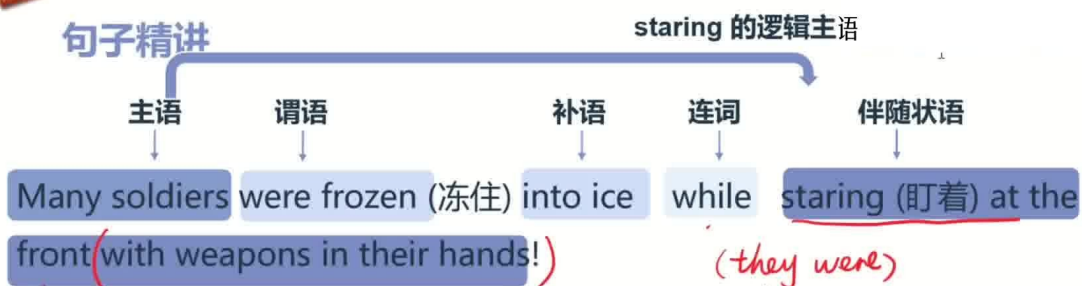 句子精讲
staring 的逻辑主语
主语 谓语 补语 连词 伴随状语
Many soldiers were frozen (冻住) into ice while staring (盯着) at the
front (with weapons in their hands!)
(they were)